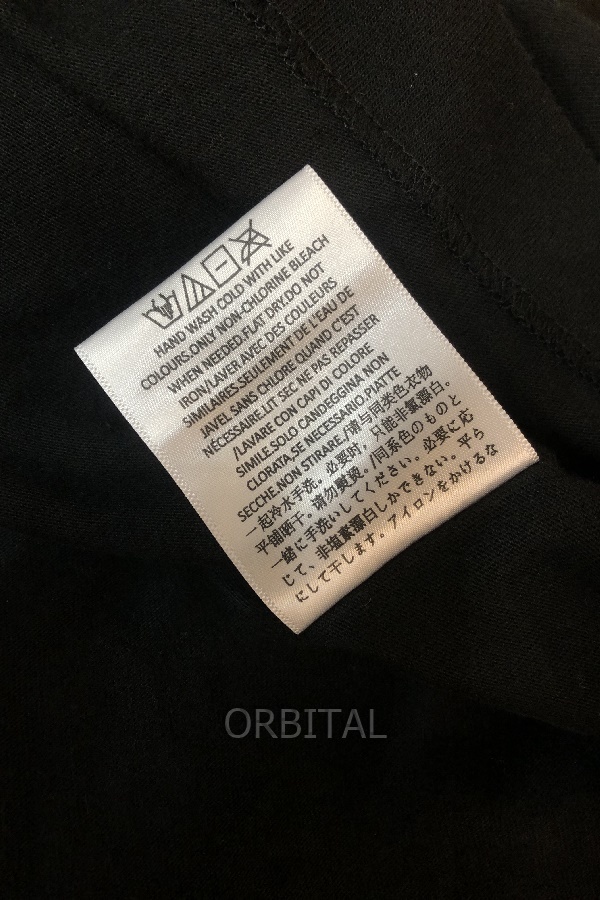 HAND WASH COLD WITH LIKE
COLOURS.ONLY NON-CHLORINE BLEACH
WHEN NEEDED.FLAT DRY.DO NOT
IRON/LAVER AVEC DES COULEURS
SIMILAIRES.SEULEMENT DE L'EAU DE
JAVEL SANS CHLORE QUAND C'EST
NÉCESSAIRE.LIT SEC NE PAS REPASSER
/LAVARE CON CAPI DI COLORE
SIMILE.SOLO CANDEGGINA NON
CLORATA.SE NECESSARIO.PIATTE
SECCHE.NON STIRARE./请与同类色衣物
一起冷水手洗。必要时，只能非氯漂白。
平铺晒干。请勿熨烫。/同系色のものと
一緒に手洗いしてください。必要に応
じて、非塩素漂白しかできない。平ら
にして干します。アイロンをかけるな
ORBITAL